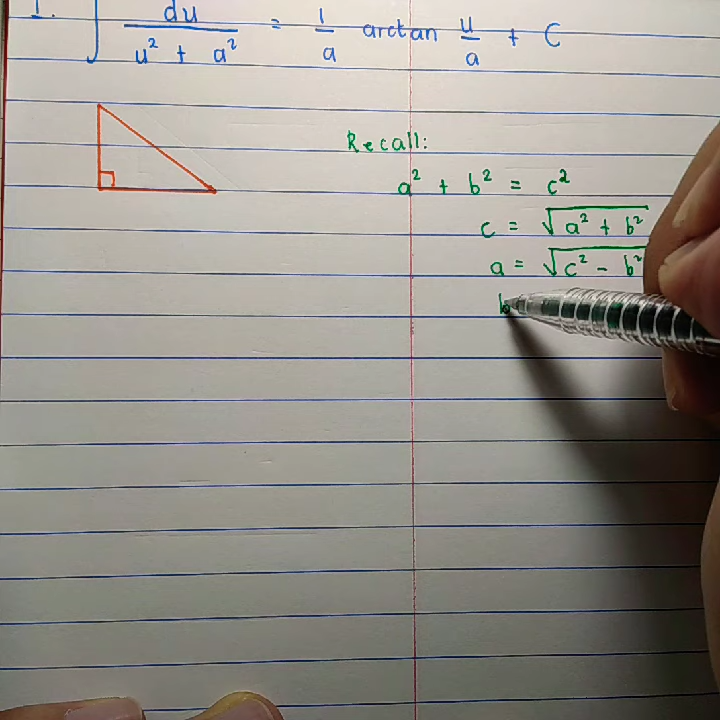 1. ∫ du / (u² + a²) = 1/a arctan u/a + C
Recall:
a² + b² = c²
c = √(a² + b²)
a = √(c² - b²)
b